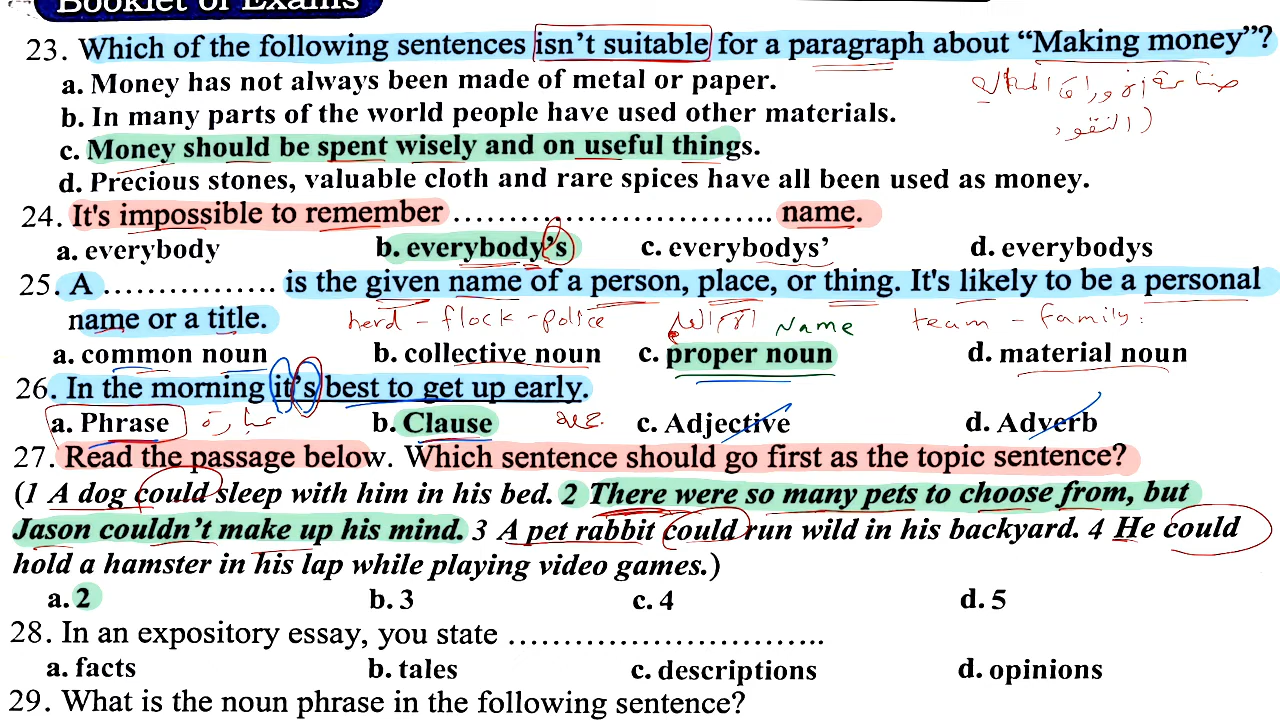 Booklet of Exams
23. Which of the following sentences isn't suitable for a paragraph about “Making money”?
a. Money has not always been made of metal or paper.
صناعة الأوراق المالية
b. In many parts of the world people have used other materials.
(النقود
c. Money should be spent wisely and on useful things.
d. Precious stones, valuable cloth and rare spices have all been used as money.
24. It's impossible to remember ................................ name.
a. everybody b. everybody's c. everybodys' d. everybodys
25. A ................ is the given name of a person, place, or thing. It's likely to be a personal
name or a title. herd - flock - police Name team - family
a. common noun b. collective noun c. proper noun d. material noun
26. In the morning it's best to get up early.
a. Phrase عبارة b. Clause c. Adjective d. Adverb
27. Read the passage below. Which sentence should go first as the topic sentence?
(1 A dog could sleep with him in his bed. 2 There were so many pets to choose from, but
Jason couldn't make up his mind. 3 A pet rabbit could run wild in his backyard. 4 He could
hold a hamster in his lap while playing video games.)
a. 2 b. 3 c. 4 d. 5
28. In an expository essay, you state ................................
a. facts b. tales c. descriptions d. opinions
29. What is the noun phrase in the following sentence?